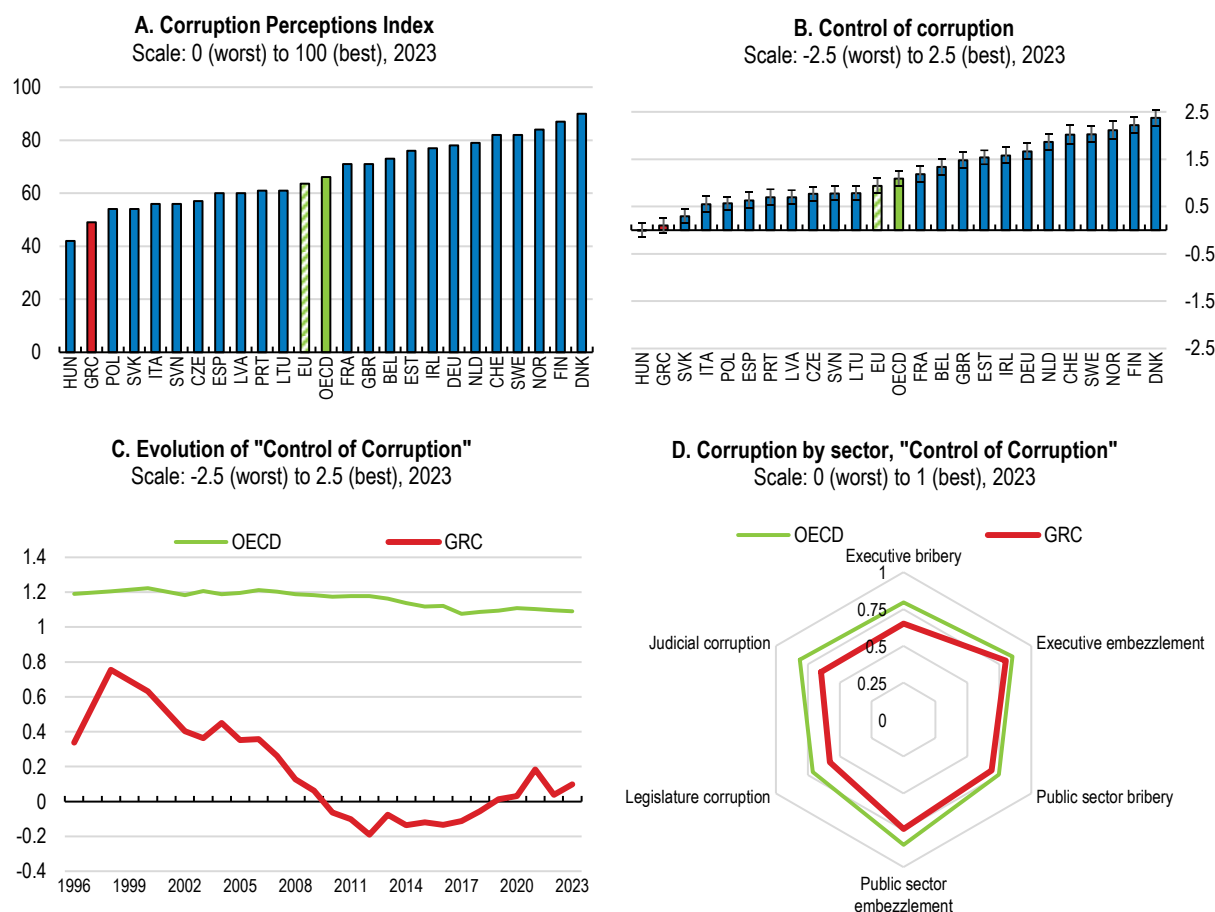 A. Corruption Perceptions Index
Scale: 0 (worst) to 100 (best), 2023
100
80
60
40
20
0
HUN
GRC
POL
SVK
ITA
SVN
CZE
ESP
LVA
PRT
LTU
EU
OECD
FRA
GBR
BEL
EST
IRL
DEU
NLD
CHE
SWE
NOR
FIN
DNK
B. Control of corruption
Scale: -2.5 (worst) to 2.5 (best), 2023
2.5
1.5
0.5
-0.5
-1.5
-2.5
HUN
GRC
SVK
ITA
POL
ESP
PRT
LVA
CZE
SVN
LTU
EU
OECD
FRA
BEL
GBR
EST
IRL
DEU
NLD
CHE
SWE
NOR
FIN
DNK
C. Evolution of "Control of Corruption"
Scale: -2.5 (worst) to 2.5 (best), 2023
OECD
GRC
1.4
1.2
1
0.8
0.6
0.4
0.2
0
-0.2
-0.4
1996
1999
2002
2005
2008
2011
2014
2017
2020
2023
D. Corruption by sector, "Control of Corruption"
Scale: 0 (worst) to 1 (best), 2023
OECD
GRC
Executive bribery
1
0.75
0.5
0.25
0
Executive embezzlement
Public sector bribery
Public sector
embezzlement
Legislature corruption
Judicial corruption